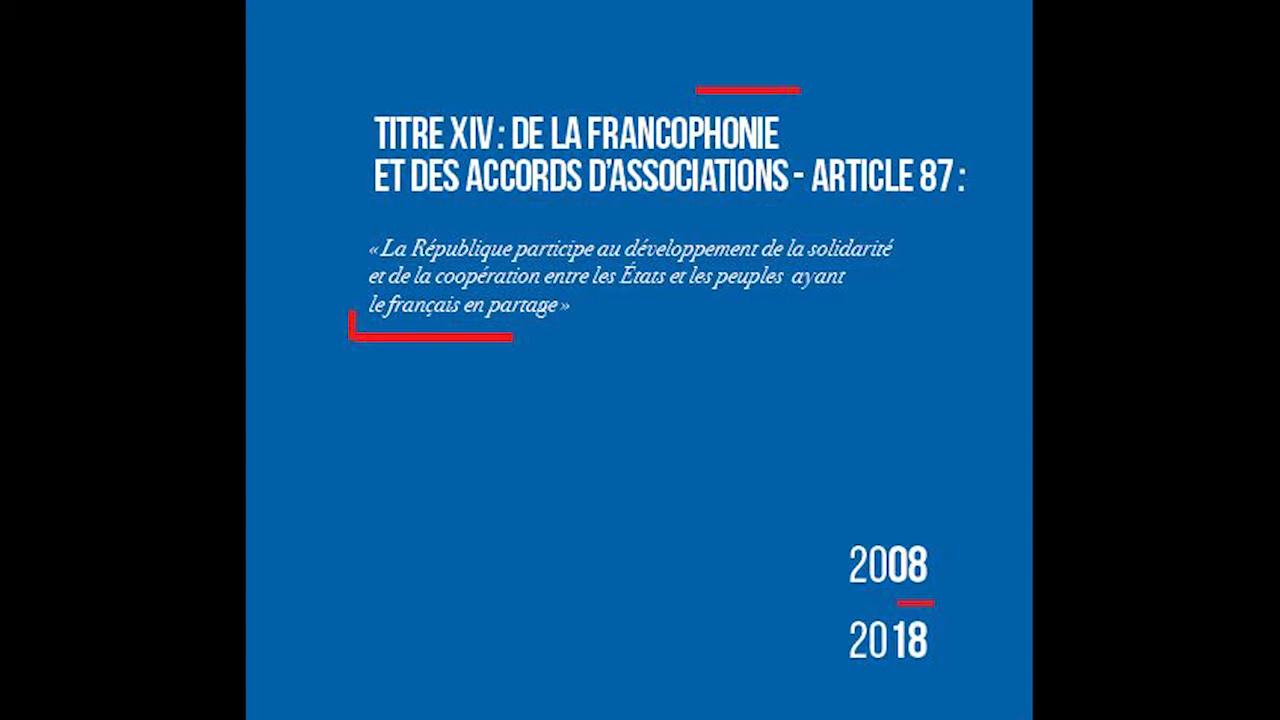 TITRE XIV : DE LA FRANCOPHONIE
ET DES ACCORDS D’ASSOCIATIONS - ARTICLE 87 :
« La République participe au développement de la solidarité
et de la coopération entre les États et les peuples ayant
le français en partage »
2008
2018